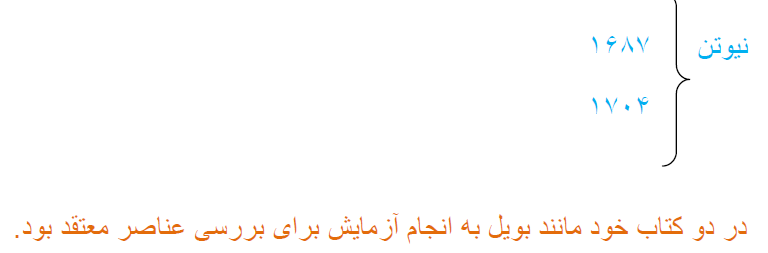 نیوتن ۱۶۸۷
۱۷۰۴
در دو کتاب خود مانند بویل به انجام آزمایش برای بررسی عناصر معتقد بود.